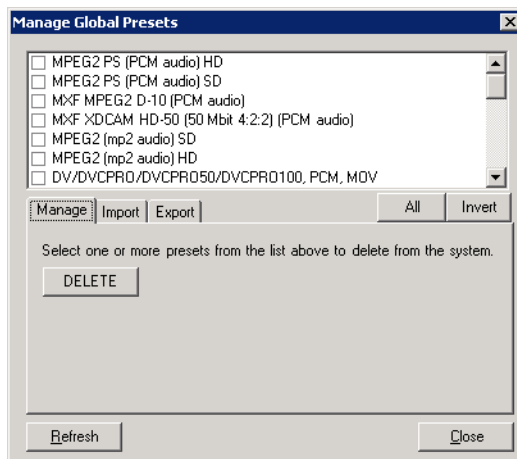 Manage Global Presets
MPEG2 PS (PCM audio) HD
MPEG2 PS (PCM audio) SD
MXF MPEG2 D-10 (PCM audio)
MXF XDCAM HD-50 (50 Mbit 4:2:2) (PCM audio)
MPEG2 (mp2 audio) SD
MPEG2 (mp2 audio) HD
DV/DVCPRO/DVCPRO50/DVCPRO100, PCM, MOV
Manage Import Export All Invert
Select one or more presets from the list above to delete from the system.
DELETE
Refresh Close